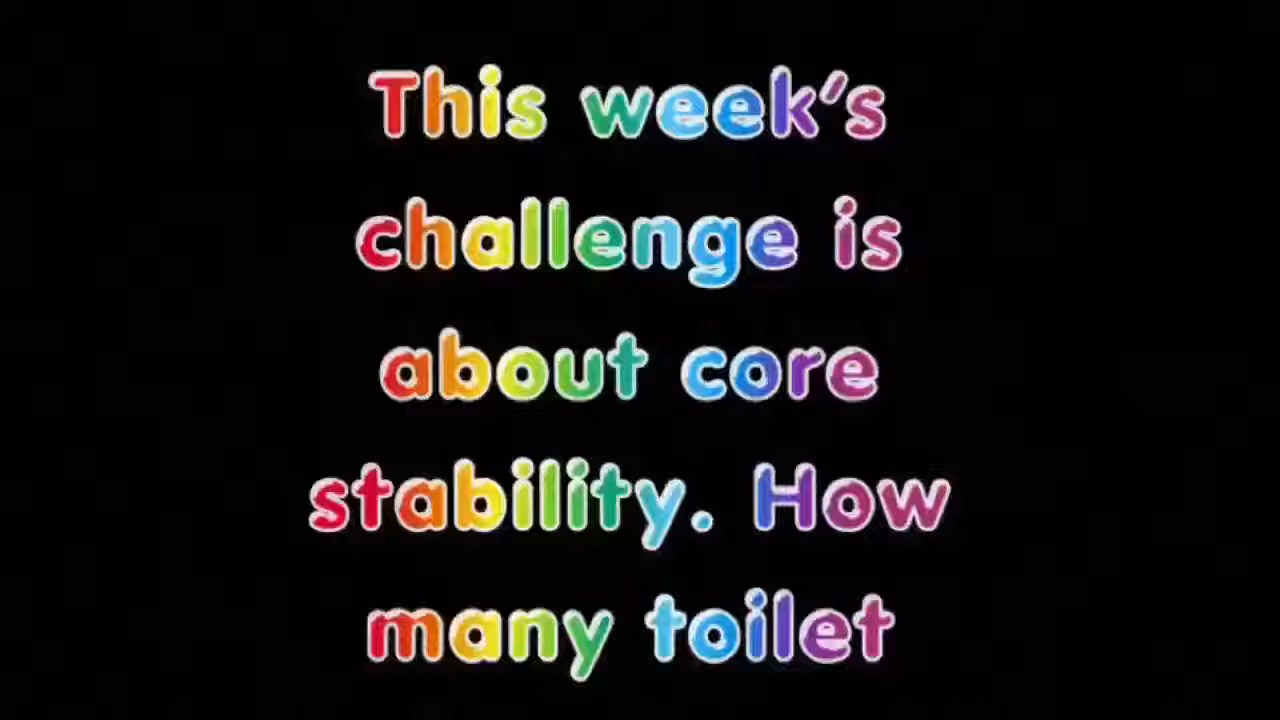 This week's
challenge is
about core
stability. How
many toilet